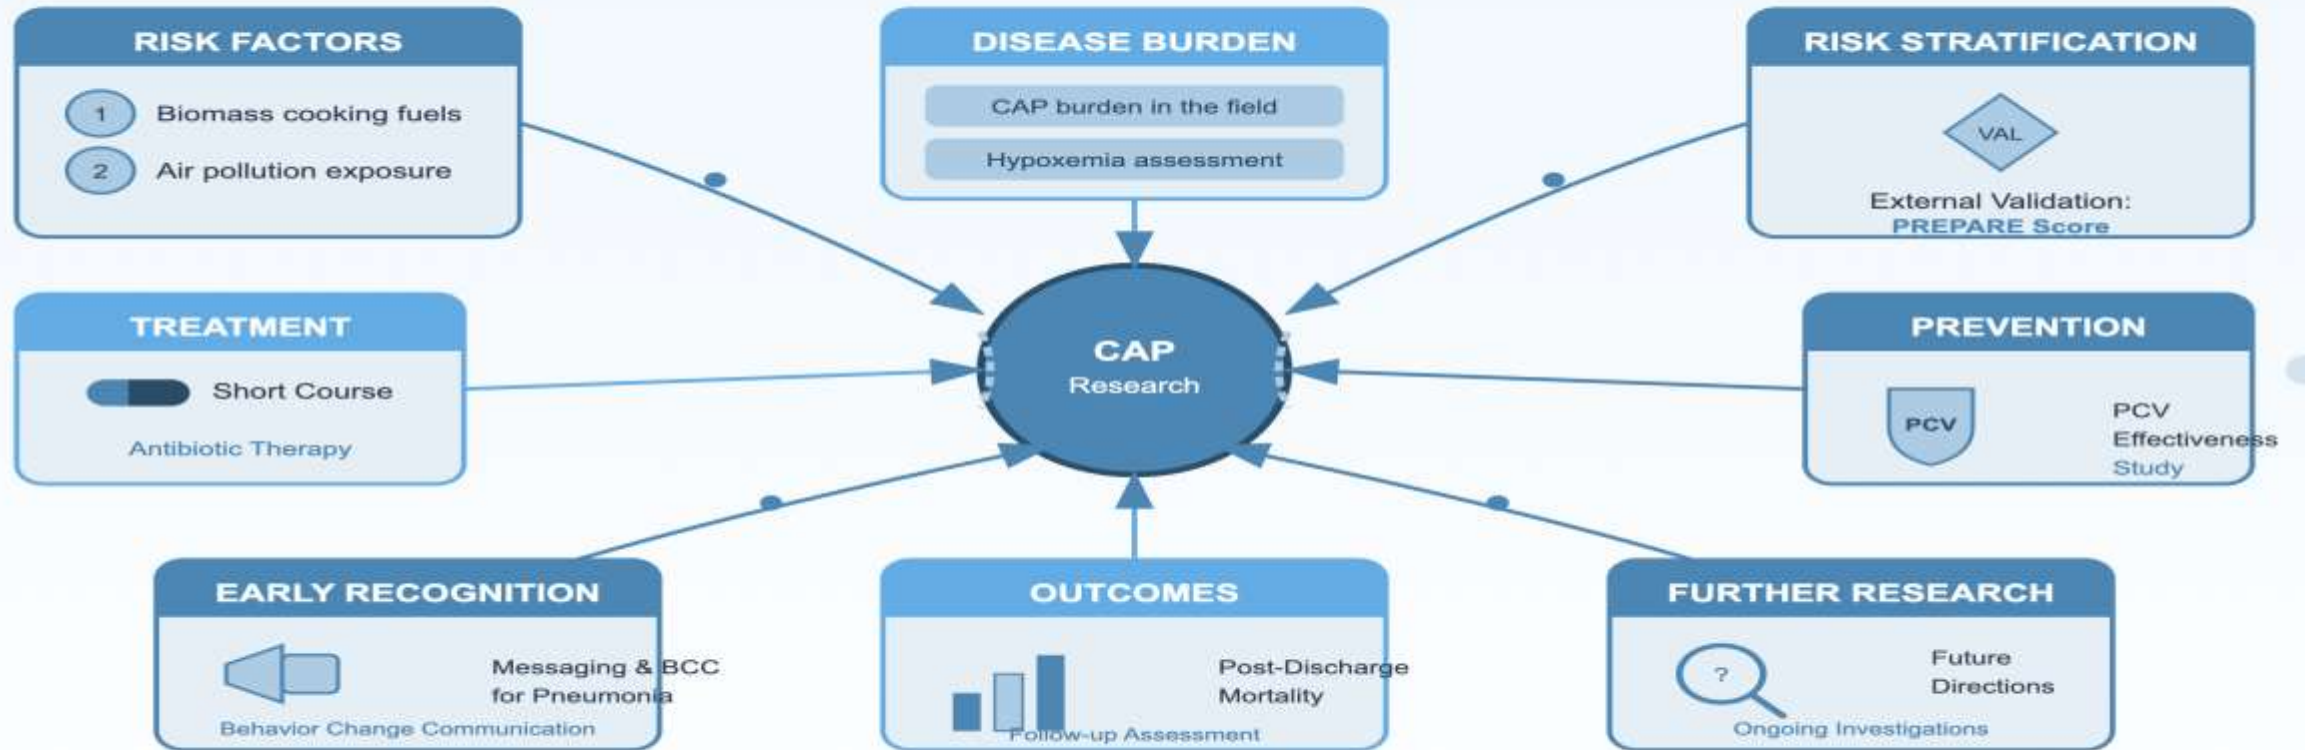 RISK FACTORS
1 Biomass cooking fuels
2 Air pollution exposure
DISEASE BURDEN
CAP burden in the field
Hypoxemia assessment
RISK STRATIFICATION
VAL
External Validation:
PREPARE Score
TREATMENT
Short Course
Antibiotic Therapy
CAP
Research
PREVENTION
PCV
PCV
Effectiveness
Study
EARLY RECOGNITION
Messaging & BCC
for Pneumonia
Behavior Change Communication
OUTCOMES
Post-Discharge
Mortality
Follow-up Assessment
FURTHER RESEARCH
?
Future
Directions
Ongoing Investigations